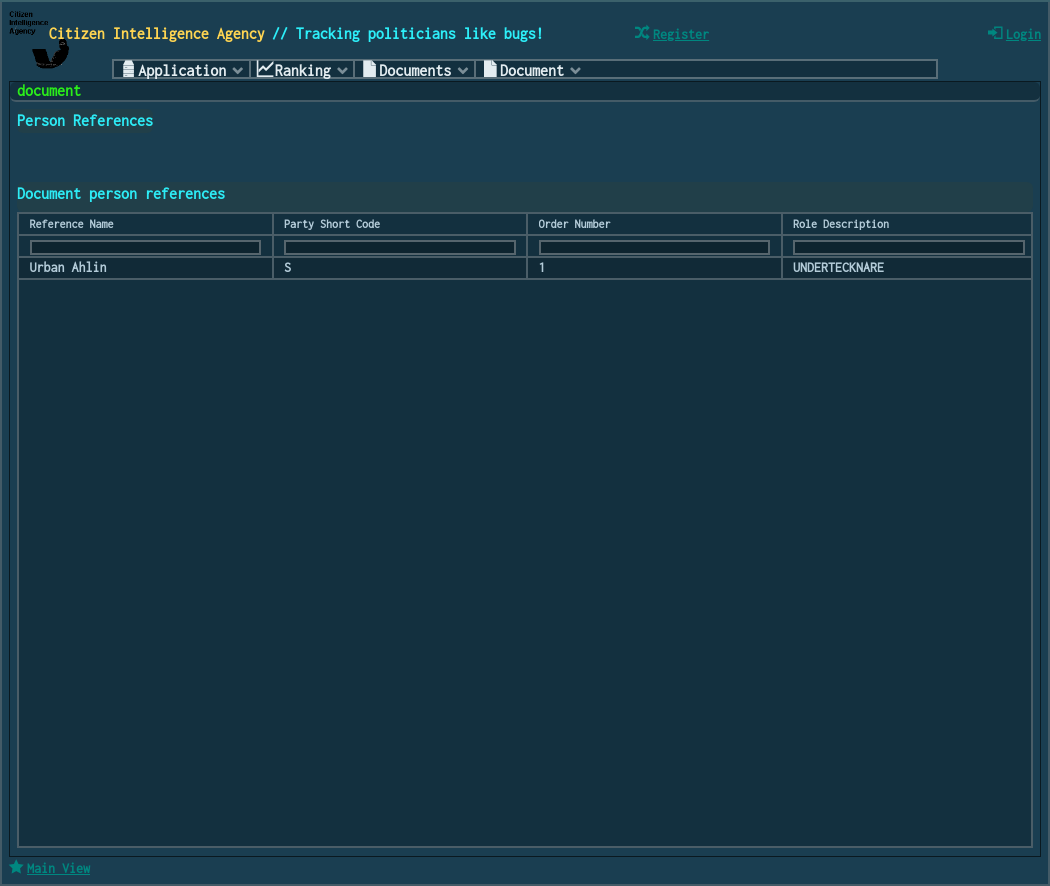 Citizen
Intelligence
Agency
Citizen Intelligence Agency // Tracking politicians like bugs!
Register
Login
Application
Ranking
Documents
Document
document
Person References
Document person references
Reference Name
Party Short Code
Order Number
Role Description
Urban Ahlin
S
1
UNDERTECKNARE
Main View